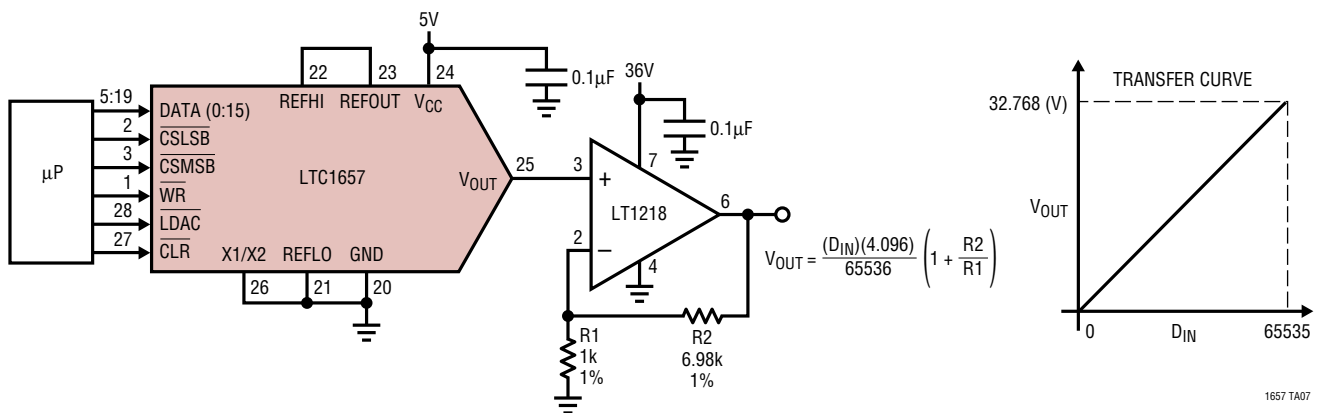 5V
22
23
24
0.1µF
36V
5:19
DATA (0:15)
REFHI
REFOUT
VCC
0.1µF
2
CSLSB
3
CSMSB
µP
LTC1657
VOUT
25
3
7
+
1
WR
LT1218
6
28
LDAC
27
CLR
2
–
4
X1/X2
REFLO
GND
26
21
20
VOUT = (DIN)(4.096)/65536 (1 + R2/R1)
R1
1k
1%
R2
6.98k
1%
TRANSFER CURVE
32.768 (V)
VOUT
0
DIN
65535
1657 TA07